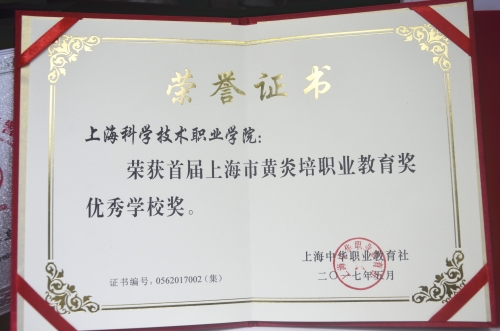 荣誉证书
上海科学技术职业学院：
荣获首届上海市黄炎培职业教育奖
优秀学校奖。
上海中华职业教育社
二〇一七年五月
证书编号：0562017002（集）